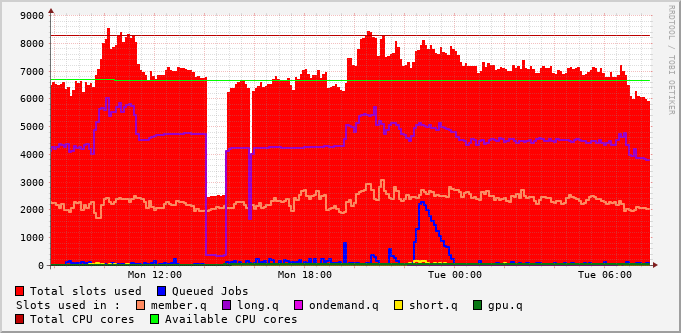 9000
8000
7000
6000
5000
4000
3000
2000
1000
0
Mon 12:00 Mon 18:00 Tue 00:00 Tue 06:00
RRDTOOL / TOBI OETIKER
Total slots used Queued Jobs
Slots used in : member.q long.q ondemand.q short.q gpu.q
Total CPU cores Available CPU cores